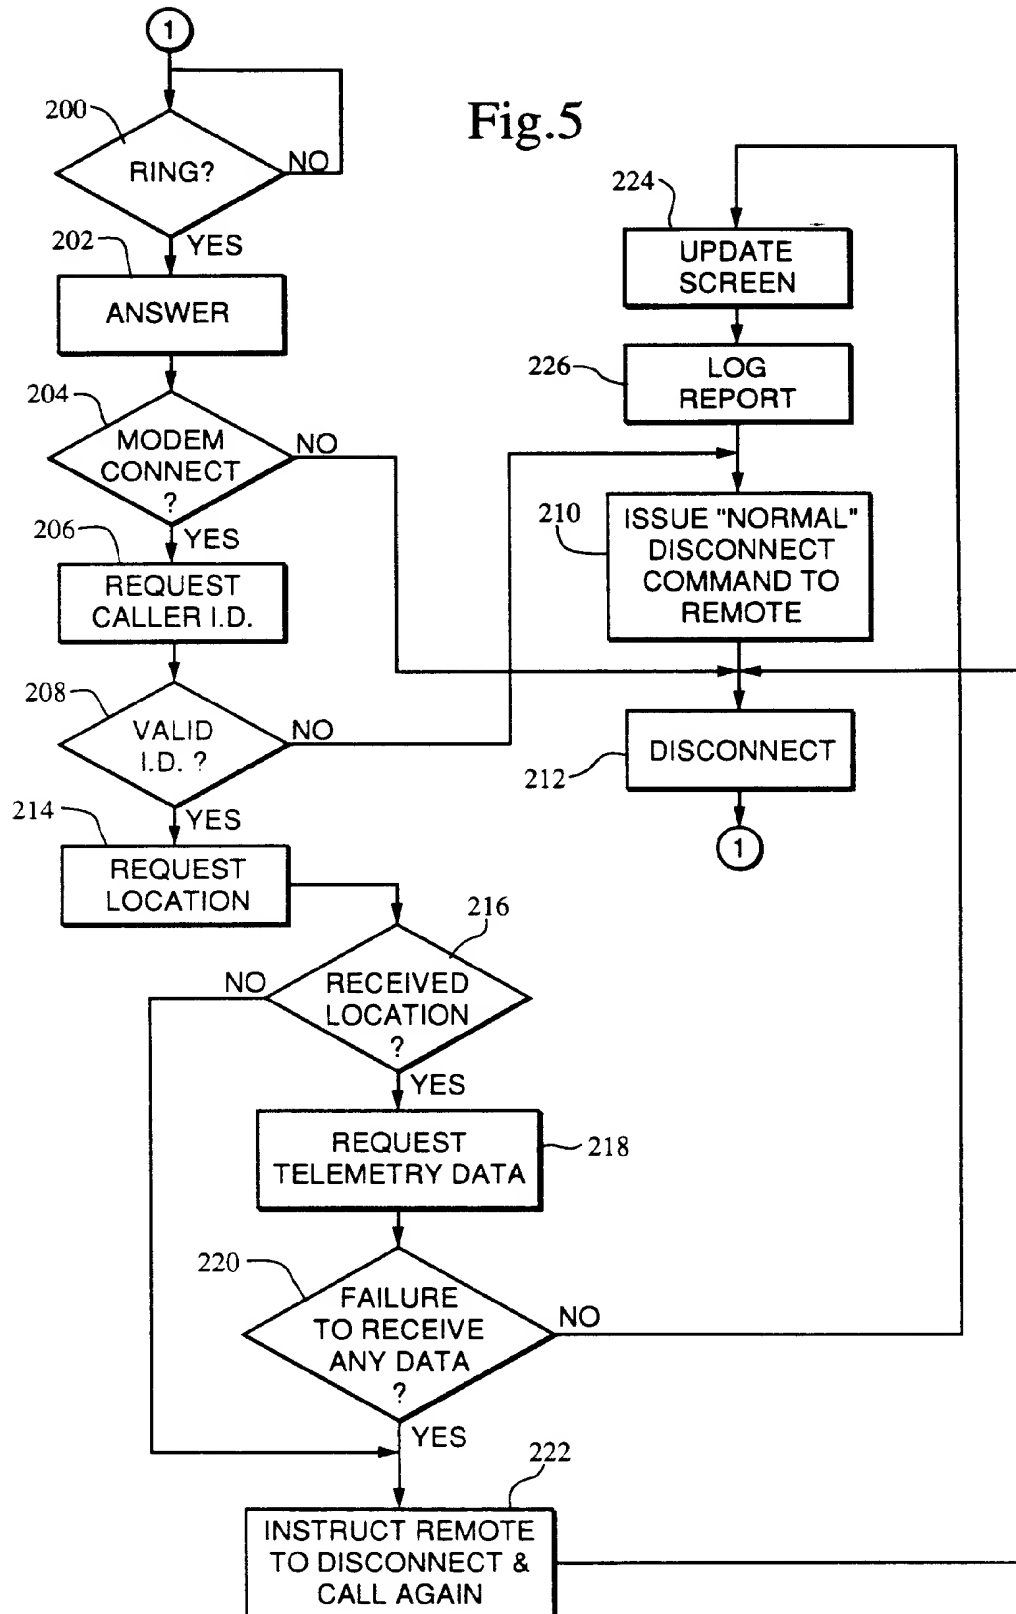 1
Fig.5
200
RING?
NO
YES
202
ANSWER
204
MODEM
CONNECT
?
NO
YES
206
REQUEST
CALLER I.D.
208
VALID
I.D. ?
NO
YES
214
REQUEST
LOCATION
216
RECEIVED
LOCATION
?
NO
YES
REQUEST
TELEMETRY DATA
218
220
FAILURE
TO RECEIVE
ANY DATA
?
NO
YES
222
INSTRUCT REMOTE
TO DISCONNECT &
CALL AGAIN
224
UPDATE
SCREEN
226
LOG
REPORT
210
ISSUE "NORMAL"
DISCONNECT
COMMAND TO
REMOTE
DISCONNECT
212
1